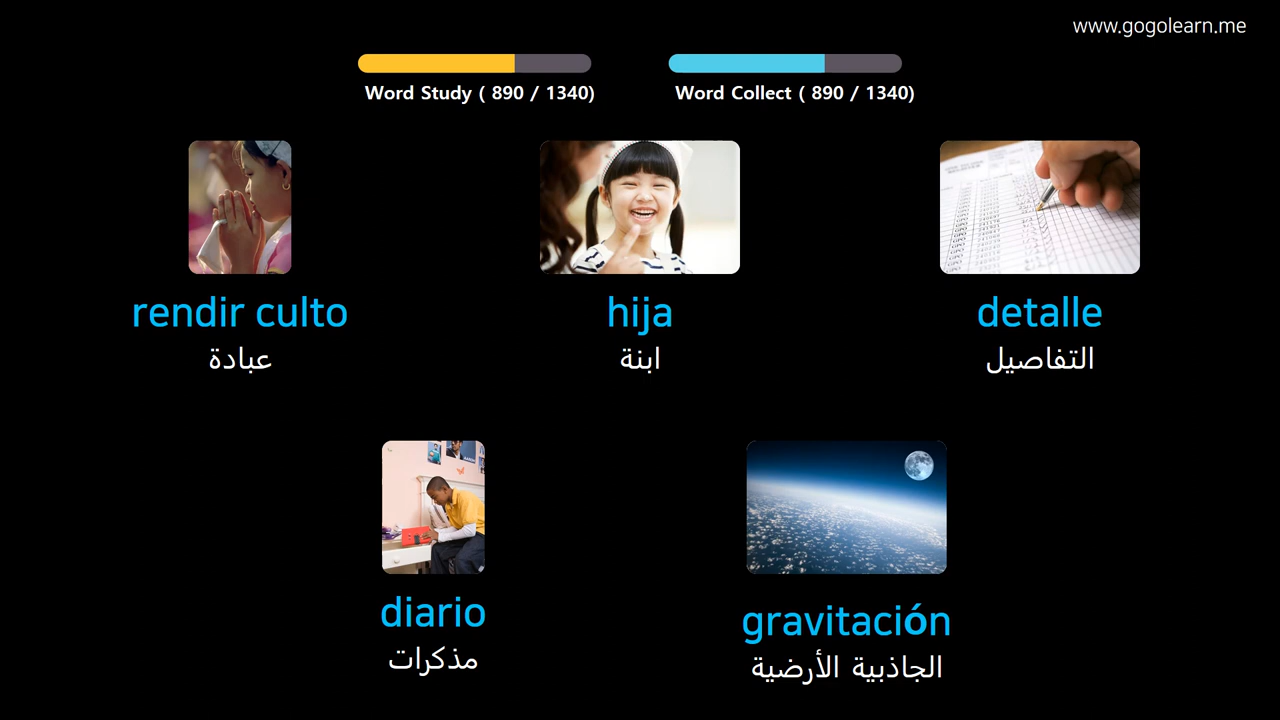 www.gogolearn.me
Word Study ( 890 / 1340)
Word Collect ( 890 / 1340)
rendir culto
عبادة
hija
ابنة
detalle
التفاصيل
diario
مذكرات
gravitación
الجاذبية الأرضية